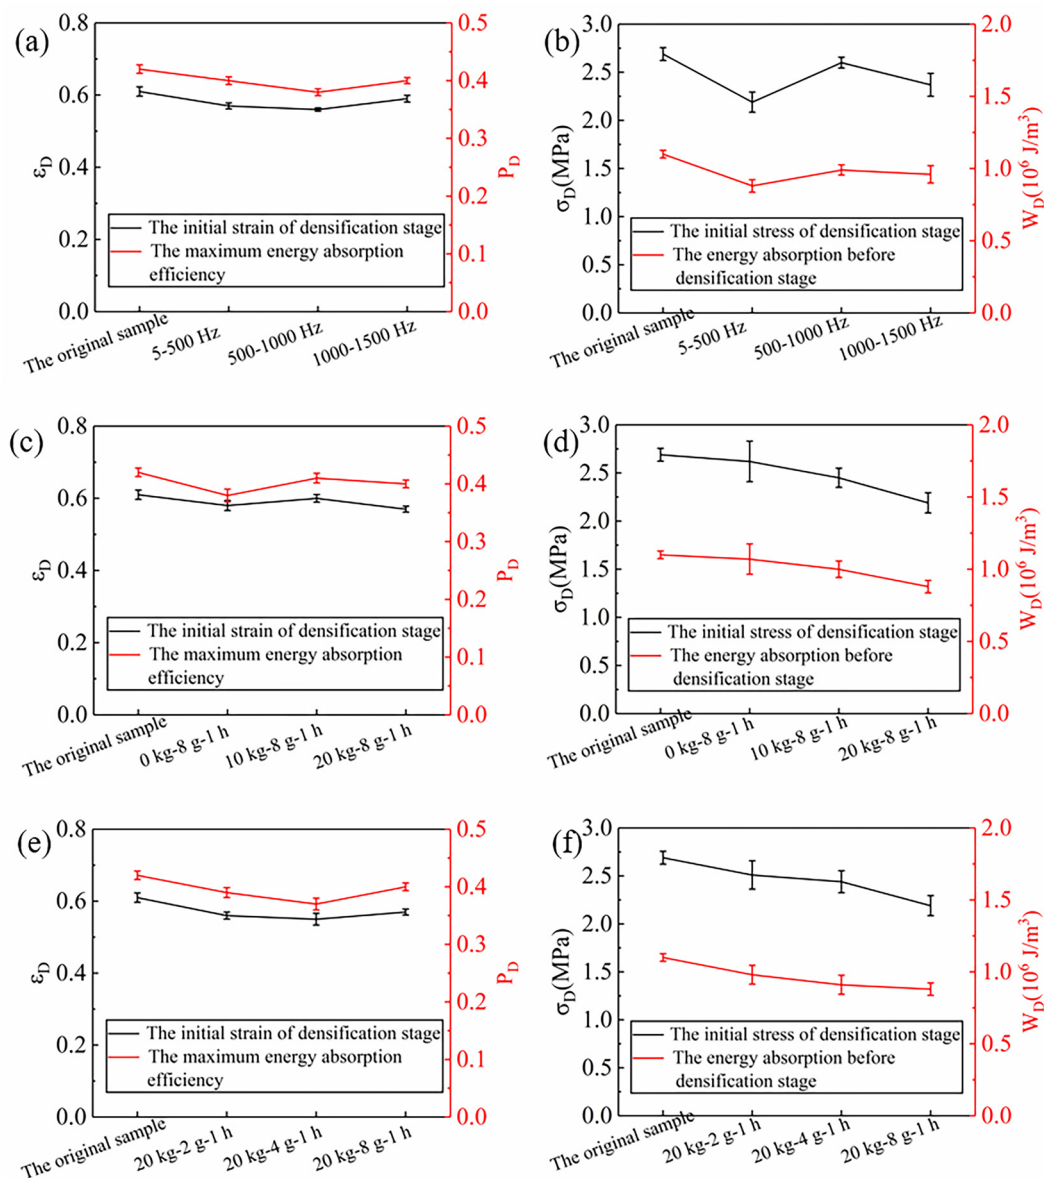 (a)
0.8
0.6
0.4
0.2
0.0
εD
0.5
0.4
0.3
0.2
0.1
0.0
PD
The initial strain of densification stage
The maximum energy absorption
efficiency
The original sample
5-500 Hz
500-1000 Hz
1000-1500 Hz
(b)
3.0
2.5
2.0
1.5
1.0
0.5
0.0
σD(MPa)
2.0
1.5
1.0
0.5
0.0
WD(10^6 J/m^3)
The initial stress of densification stage
The energy absorption before
densification stage
The original sample
5-500 Hz
500-1000 Hz
1000-1500 Hz
(c)
0.8
0.6
0.4
0.2
0.0
εD
0.5
0.4
0.3
0.2
0.1
0.0
PD
The initial strain of densification stage
The maximum energy absorption
efficiency
The original sample
0 kg-8 g-1 h
10 kg-8 g-1 h
20 kg-8 g-1 h
(d)
3.0
2.5
2.0
1.5
1.0
0.5
0.0
σD(MPa)
2.0
1.5
1.0
0.5
0.0
WD(10^6 J/m^3)
The initial stress of densification stage
The energy absorption before
densification stage
The original sample
0 kg-8 g-1 h
10 kg-8 g-1 h
20 kg-8 g-1 h
(e)
0.8
0.6
0.4
0.2
0.0
εD
0.5
0.4
0.3
0.2
0.1
0.0
PD
The initial strain of densification stage
The maximum energy absorption
efficiency
The original sample
20 kg-2 g-1 h
20 kg-4 g-1 h
20 kg-8 g-1 h
(f)
3.0
2.5
2.0
1.5
1.0
0.5
0.0
σD(MPa)
2.0
1.5
1.0
0.5
0.0
WD(10^6 J/m^3)
The initial stress of densification stage
The energy absorption before
densification stage
The original sample
20 kg-2 g-1 h
20 kg-4 g-1 h
20 kg-8 g-1 h